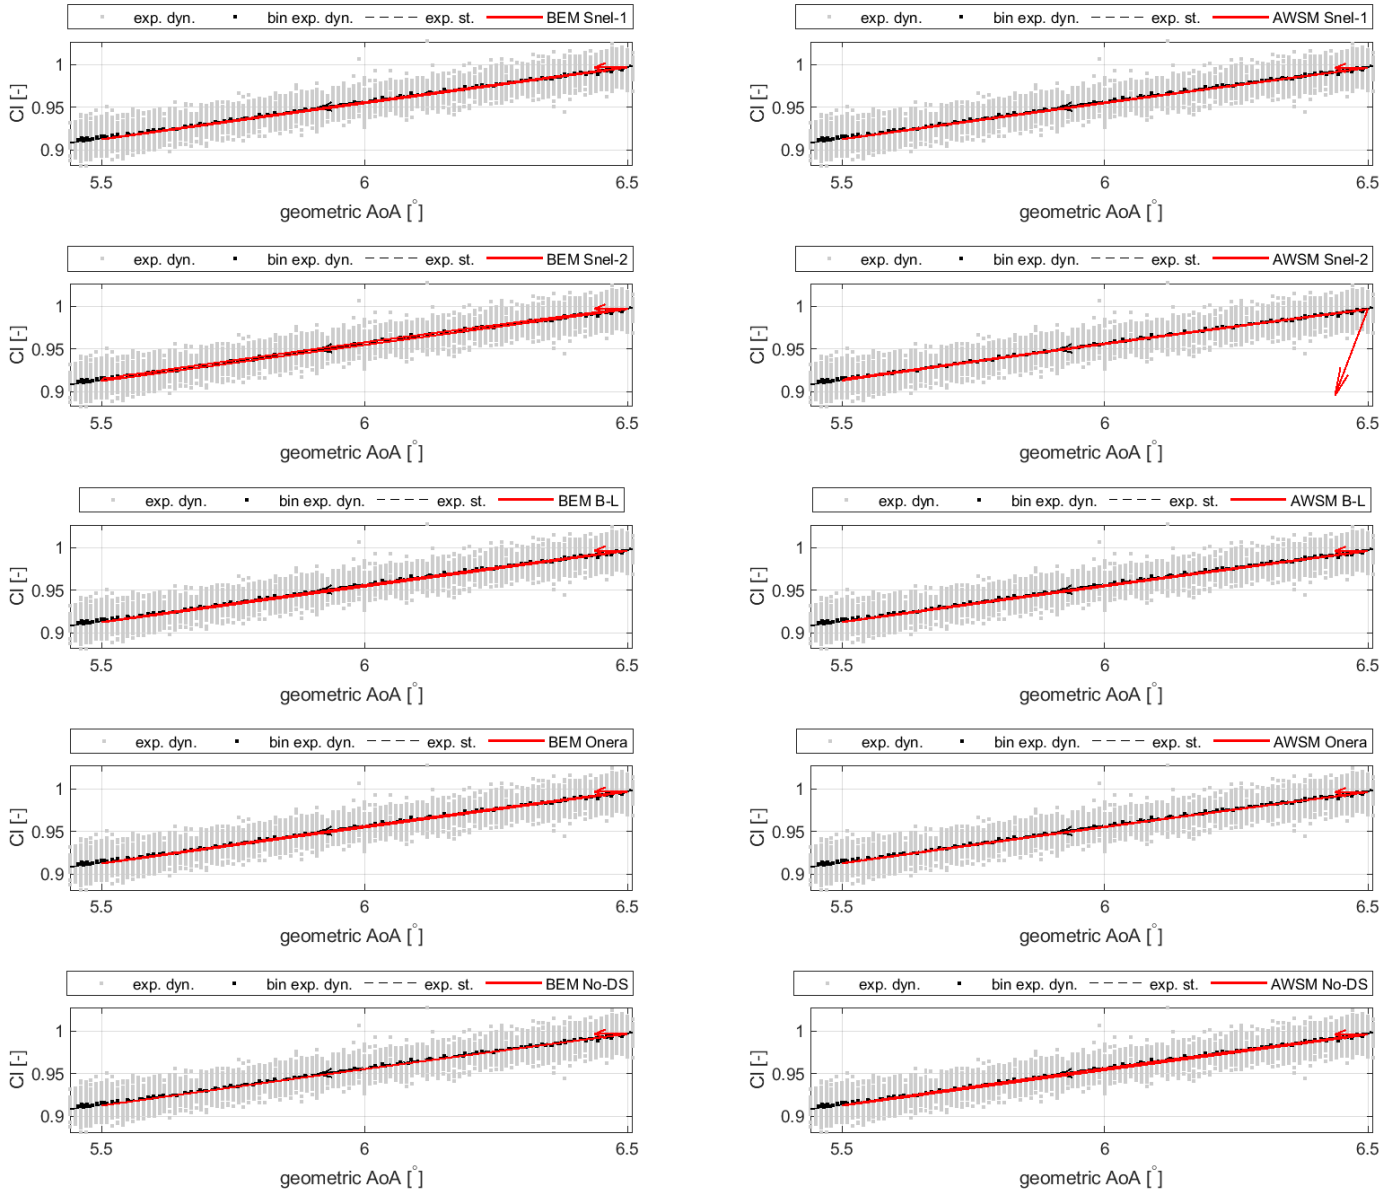 exp. dyn. bin exp. dyn. exp. st. BEM Snel-1
exp. dyn. bin exp. dyn. exp. st. AWSM Snel-1
Cl [-]
1
0.95
0.9
5.5 6 6.5
geometric AoA [°]
Cl [-]
1
0.95
0.9
5.5 6 6.5
geometric AoA [°]
exp. dyn. bin exp. dyn. exp. st. BEM Snel-2
exp. dyn. bin exp. dyn. exp. st. AWSM Snel-2
Cl [-]
1
0.95
0.9
5.5 6 6.5
geometric AoA [°]
Cl [-]
1
0.95
0.9
5.5 6 6.5
geometric AoA [°]
exp. dyn. bin exp. dyn. exp. st. BEM B-L
exp. dyn. bin exp. dyn. exp. st. AWSM B-L
Cl [-]
1
0.95
0.9
5.5 6 6.5
geometric AoA [°]
Cl [-]
1
0.95
0.9
5.5 6 6.5
geometric AoA [°]
exp. dyn. bin exp. dyn. exp. st. BEM Onera
exp. dyn. bin exp. dyn. exp. st. AWSM Onera
Cl [-]
1
0.95
0.9
5.5 6 6.5
geometric AoA [°]
Cl [-]
1
0.95
0.9
5.5 6 6.5
geometric AoA [°]
exp. dyn. bin exp. dyn. exp. st. BEM No-DS
exp. dyn. bin exp. dyn. exp. st. AWSM No-DS
Cl [-]
1
0.95
0.9
5.5 6 6.5
geometric AoA [°]
Cl [-]
1
0.95
0.9
5.5 6 6.5
geometric AoA [°]